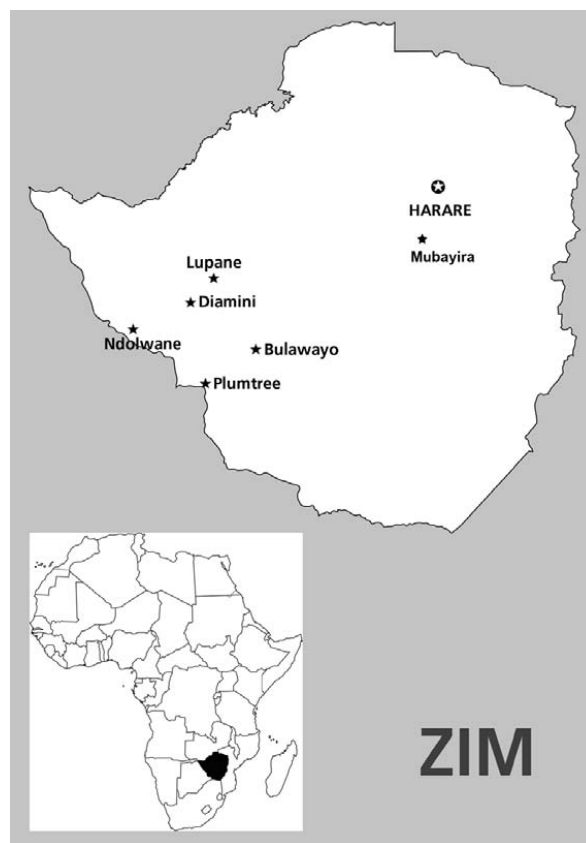 HARARE
Mubayira
Lupane
Diamini
Ndolwane
Bulawayo
Plumtree
ZIM